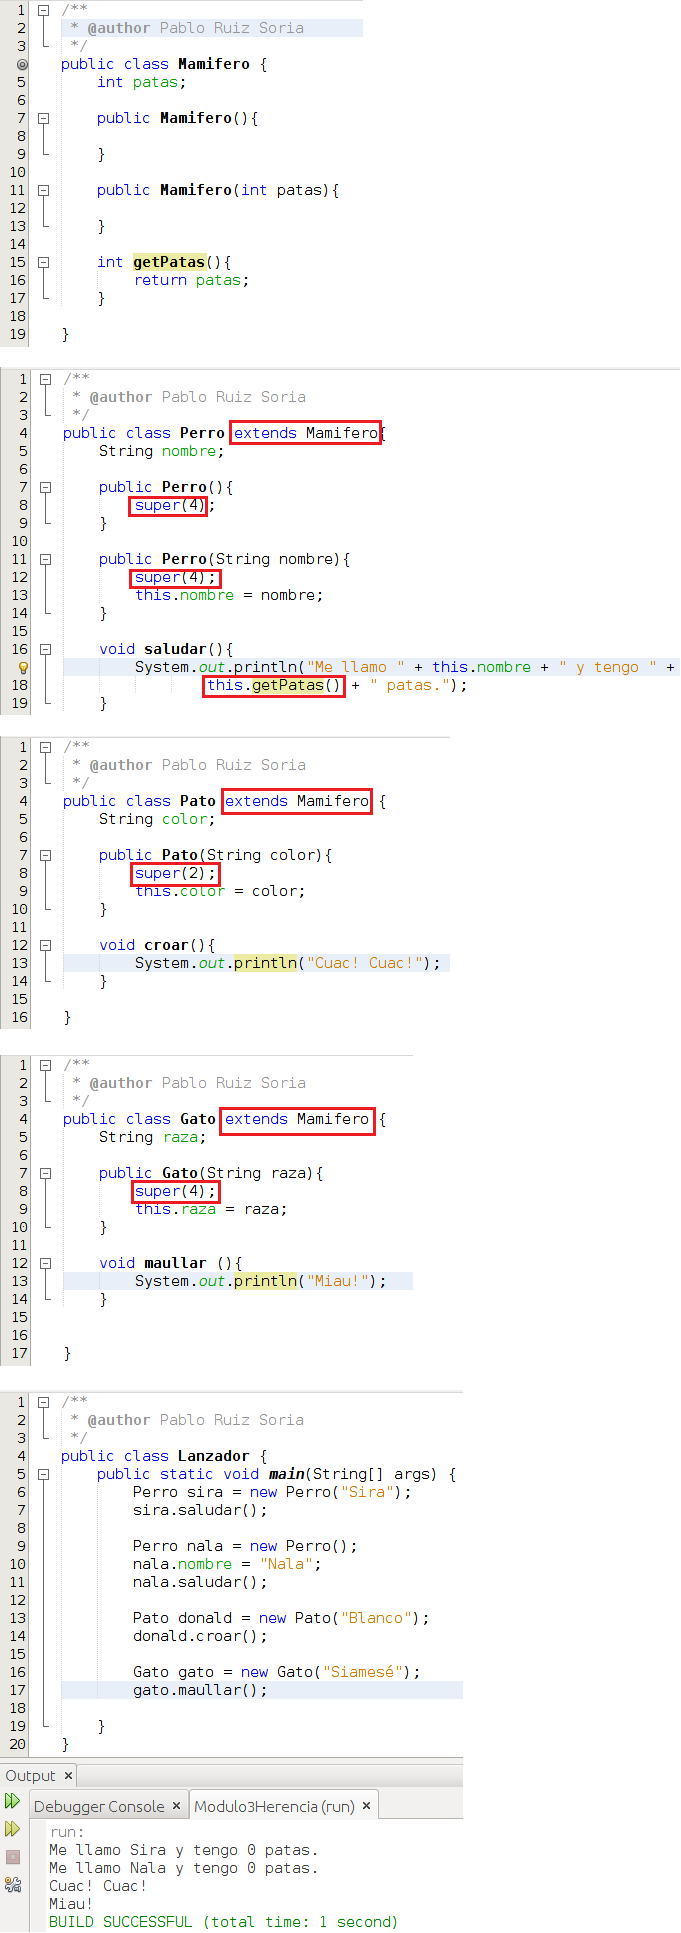 1 /**
2 * @author Pablo Ruiz Soria
3 */
public class Mamifero {
5 int patas;
6
7 public Mamifero(){
8
9 }
10
11 public Mamifero(int patas){
12
13 }
14
15 int getPatas(){
16 return patas;
17 }
18
19 }
1 /**
2 * @author Pablo Ruiz Soria
3 */
4 public class Perro extends Mamifero{
5 String nombre;
6
7 public Perro(){
8 super(4);
9 }
10
11 public Perro(String nombre){
12 super(4);
13 this.nombre = nombre;
14 }
15
16 void saludar(){
System.out.println("Me llamo " + this.nombre + " y tengo " +
18 this.getPatas() + " patas.");
19 }
1 /**
2 * @author Pablo Ruiz Soria
3 */
4 public class Pato extends Mamifero {
5 String color;
6
7 public Pato(String color){
8 super(2);
9 this.color = color;
10 }
11
12 void croar(){
13 System.out.println("Cuac! Cuac!");
14 }
15
16 }
1 /**
2 * @author Pablo Ruiz Soria
3 */
4 public class Gato extends Mamifero {
5 String raza;
6
7 public Gato(String raza){
8 super(4);
9 this.raza = raza;
10 }
11
12 void maullar (){
13 System.out.println("Miau!");
14 }
15
16
17 }
1 /**
2 * @author Pablo Ruiz Soria
3 */
4 public class Lanzador {
5 public static void main(String[] args) {
6 Perro sira = new Perro("Sira");
7 sira.saludar();
8
9 Perro nala = new Perro();
10 nala.nombre = "Nala";
11 nala.saludar();
12
13 Pato donald = new Pato("Blanco");
14 donald.croar();
15
16 Gato gato = new Gato("Siamesé");
17 gato.maullar();
18
19 }
20 }
Output ×
Debugger Console × Modulo3Herencia (run) ×
run:
Me llamo Sira y tengo 0 patas.
Me llamo Nala y tengo 0 patas.
Cuac! Cuac!
Miau!
BUILD SUCCESSFUL (total time: 1 second)